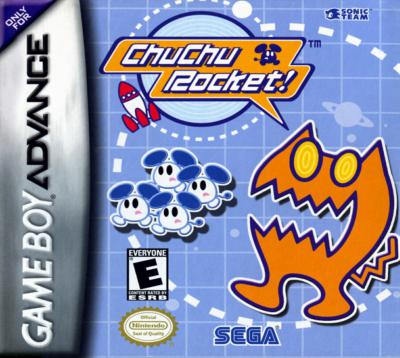 ONLY
FOR
GAME BOY ADVANCE
ChuChu
Rocket!
TM
SONIC
TEAM
EVERYONE
E
CONTENT RATED BY
ESRB
Official
Nintendo
Seal of Quality
SEGA